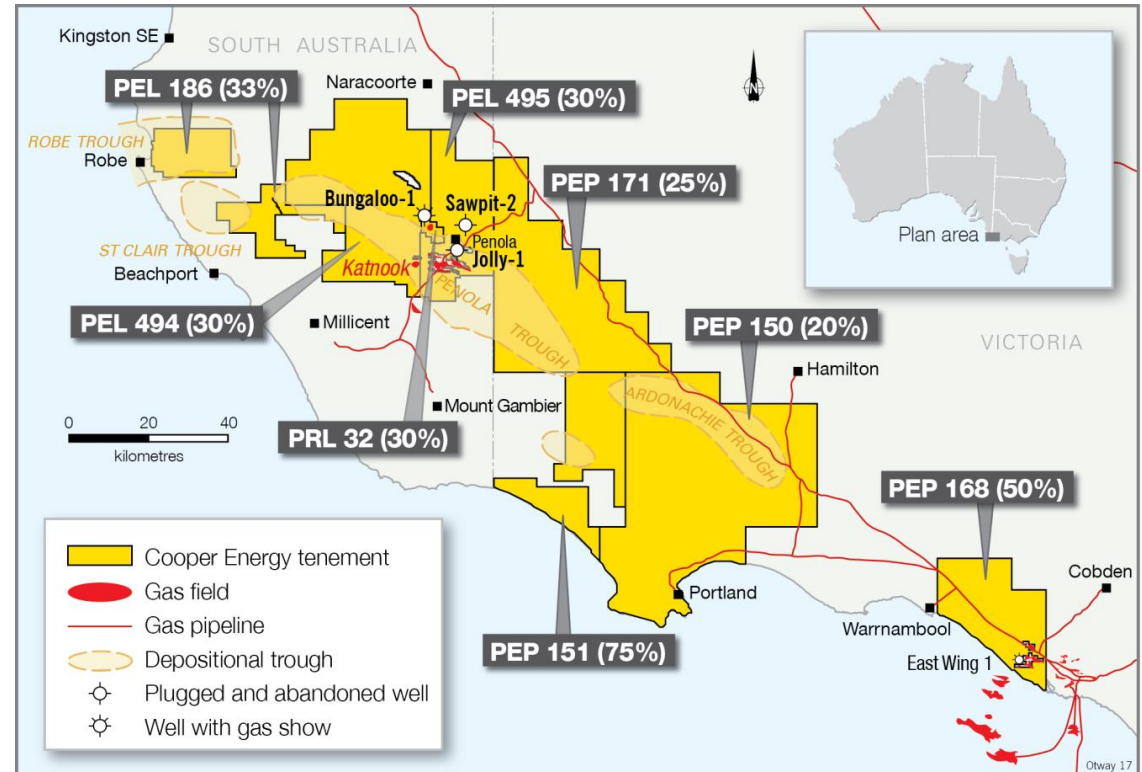 Kingston SE
SOUTH AUSTRALIA
Naracoorte
PEL 186 (33%)
PEL 495 (30%)
ROBE TROUGH
Robe
PEP 171 (25%)
Bungaloo-1
Sawpit-2
Penola
Jolly-1
ST CLAIR TROUGH
Beachport
Katnook
PENOLA TROUGH
PEL 494 (30%)
Millicent
PEP 150 (20%)
VICTORIA
Hamilton
ARDONACHIE TROUGH
Mount Gambier
0 20 40
kilometres
PRL 32 (30%)
PEP 168 (50%)
Cobden
Portland
Warrnambool
PEP 151 (75%)
East Wing 1
N
Plan area
Cooper Energy tenement
Gas field
Gas pipeline
Depositional trough
Plugged and abandoned well
Well with gas show
Otway 17